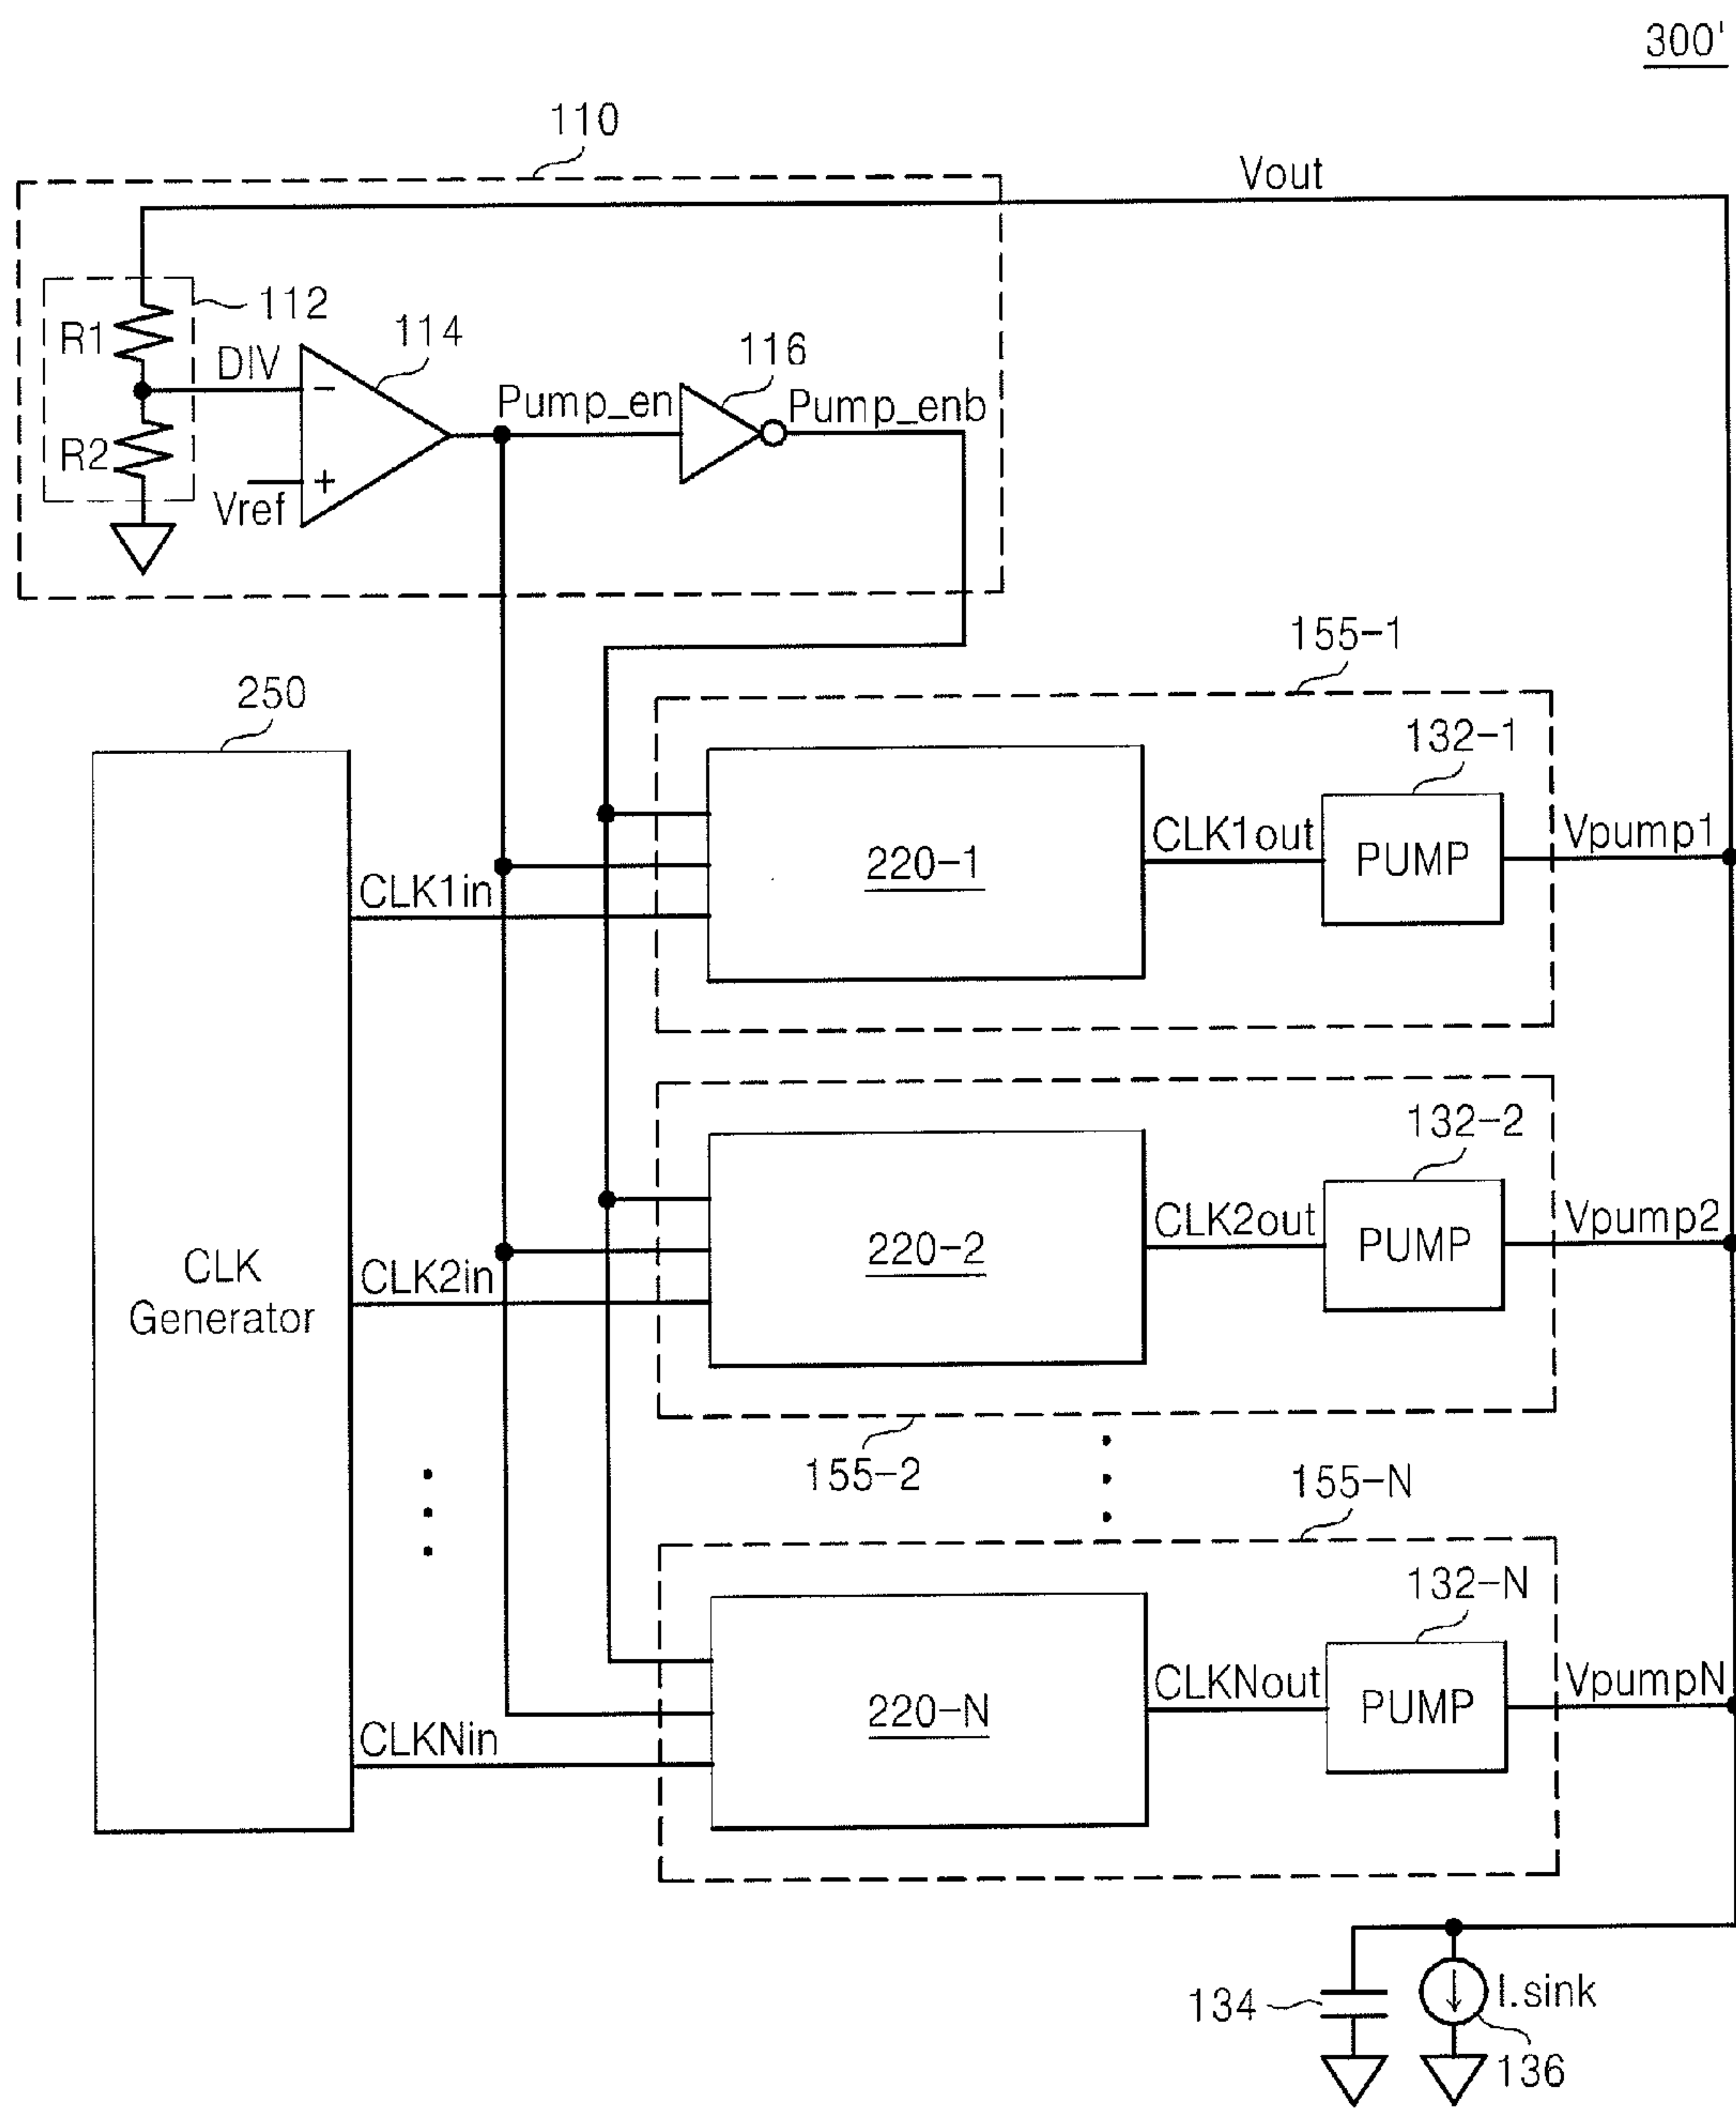 300'
110
Vout
112
R1
DIV
114
116
Pump_en
Pump_enb
−
R2
+
Vref
155-1
250
132-1
CLK1out
Vpump1
220-1
PUMP
CLK1in
132-2
CLK2out
Vpump2
220-2
PUMP
CLK
Generator
CLK2in
155-2
155-N
132-N
CLKNout
VpumpN
220-N
PUMP
CLKNin
134
I.sink
136